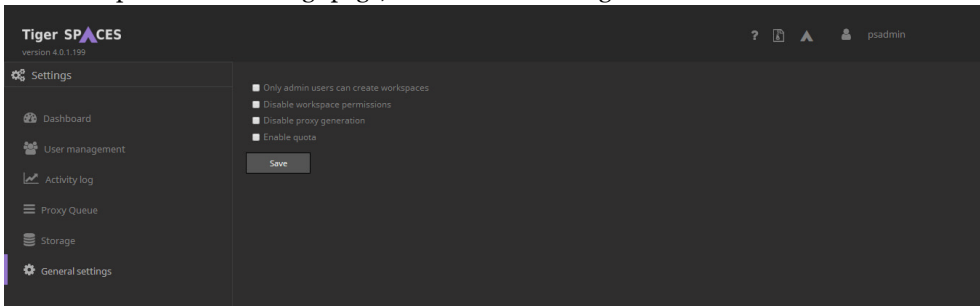 Tiger SPACES
version 4.0.1.199
? psadmin
Settings
Only admin users can create workspaces
Disable workspace permissions
Disable proxy generation
Enable quota
Save
Dashboard
User management
Activity log
Proxy Queue
Storage
General settings